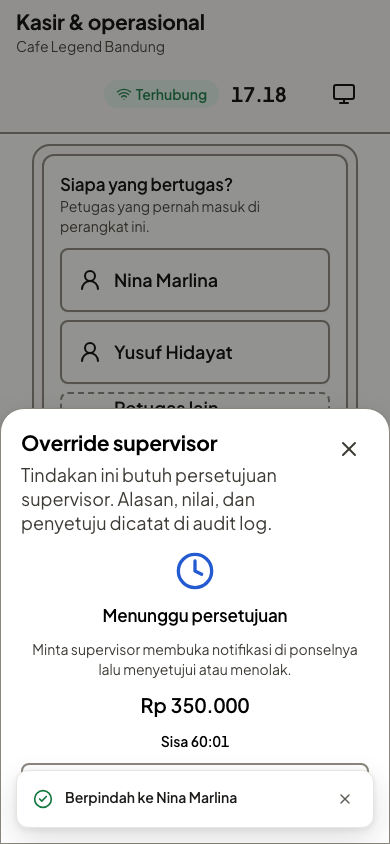 Kasir & operasional
Cafe Legend Bandung
Terhubung
17.18
Siapa yang bertugas?
Petugas yang pernah masuk di
perangkat ini.
Nina Marlina
Yusuf Hidayat
Petugas lain
Override supervisor
Tindakan ini butuh persetujuan
supervisor. Alasan, nilai, dan
penyetuju dicatat di audit log.
Menunggu persetujuan
Minta supervisor membuka notifikasi di ponselnya
lalu menyetujui atau menolak.
Rp 350.000
Sisa 60:01
Berpindah ke Nina Marlina